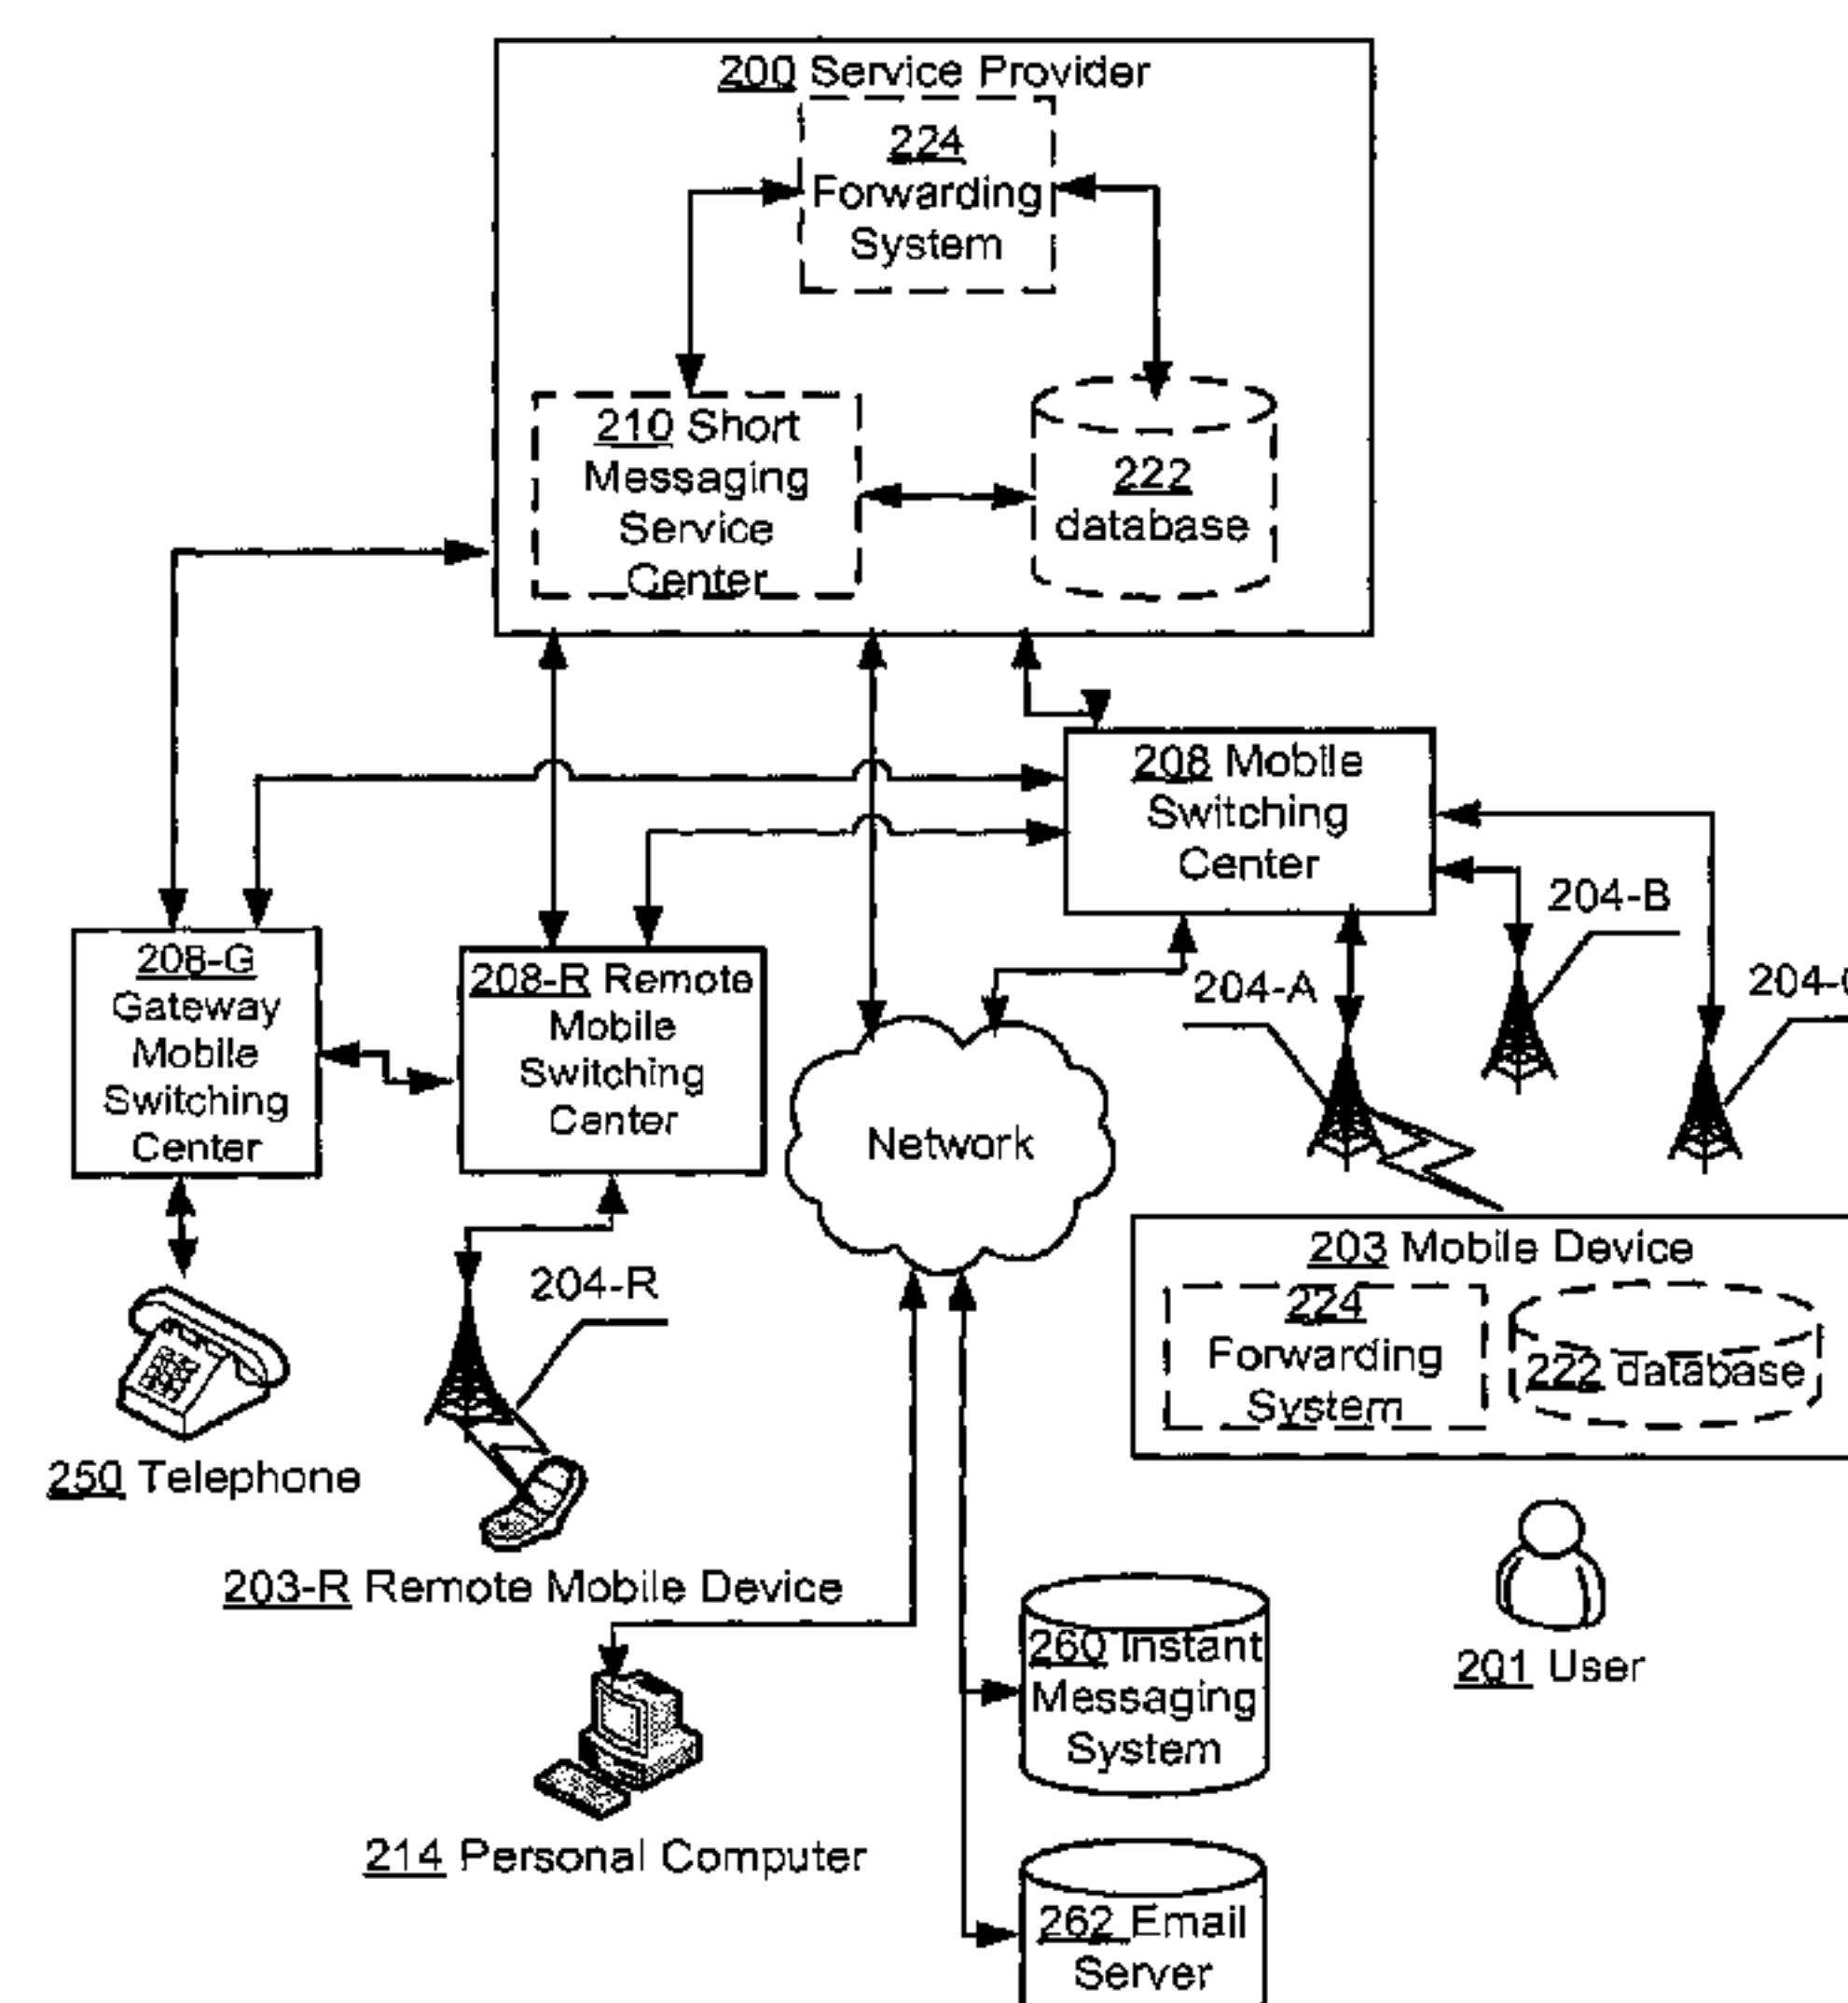 200 Service Provider
224
Forwarding
System
210 Short
Messaging
Service
Center
222
database
208 Mobile
Switching
Center
204-B
204-A
204-
208-G
Gateway
Mobile
Switching
Center
208-R Remote
Mobile
Switching
Center
Network
203 Mobile Device
224
Forwarding
System
222 database
204-R
250 Telephone
203-R Remote Mobile Device
260 Instant
Messaging
System
201 User
214 Personal Computer
262 Email
Server